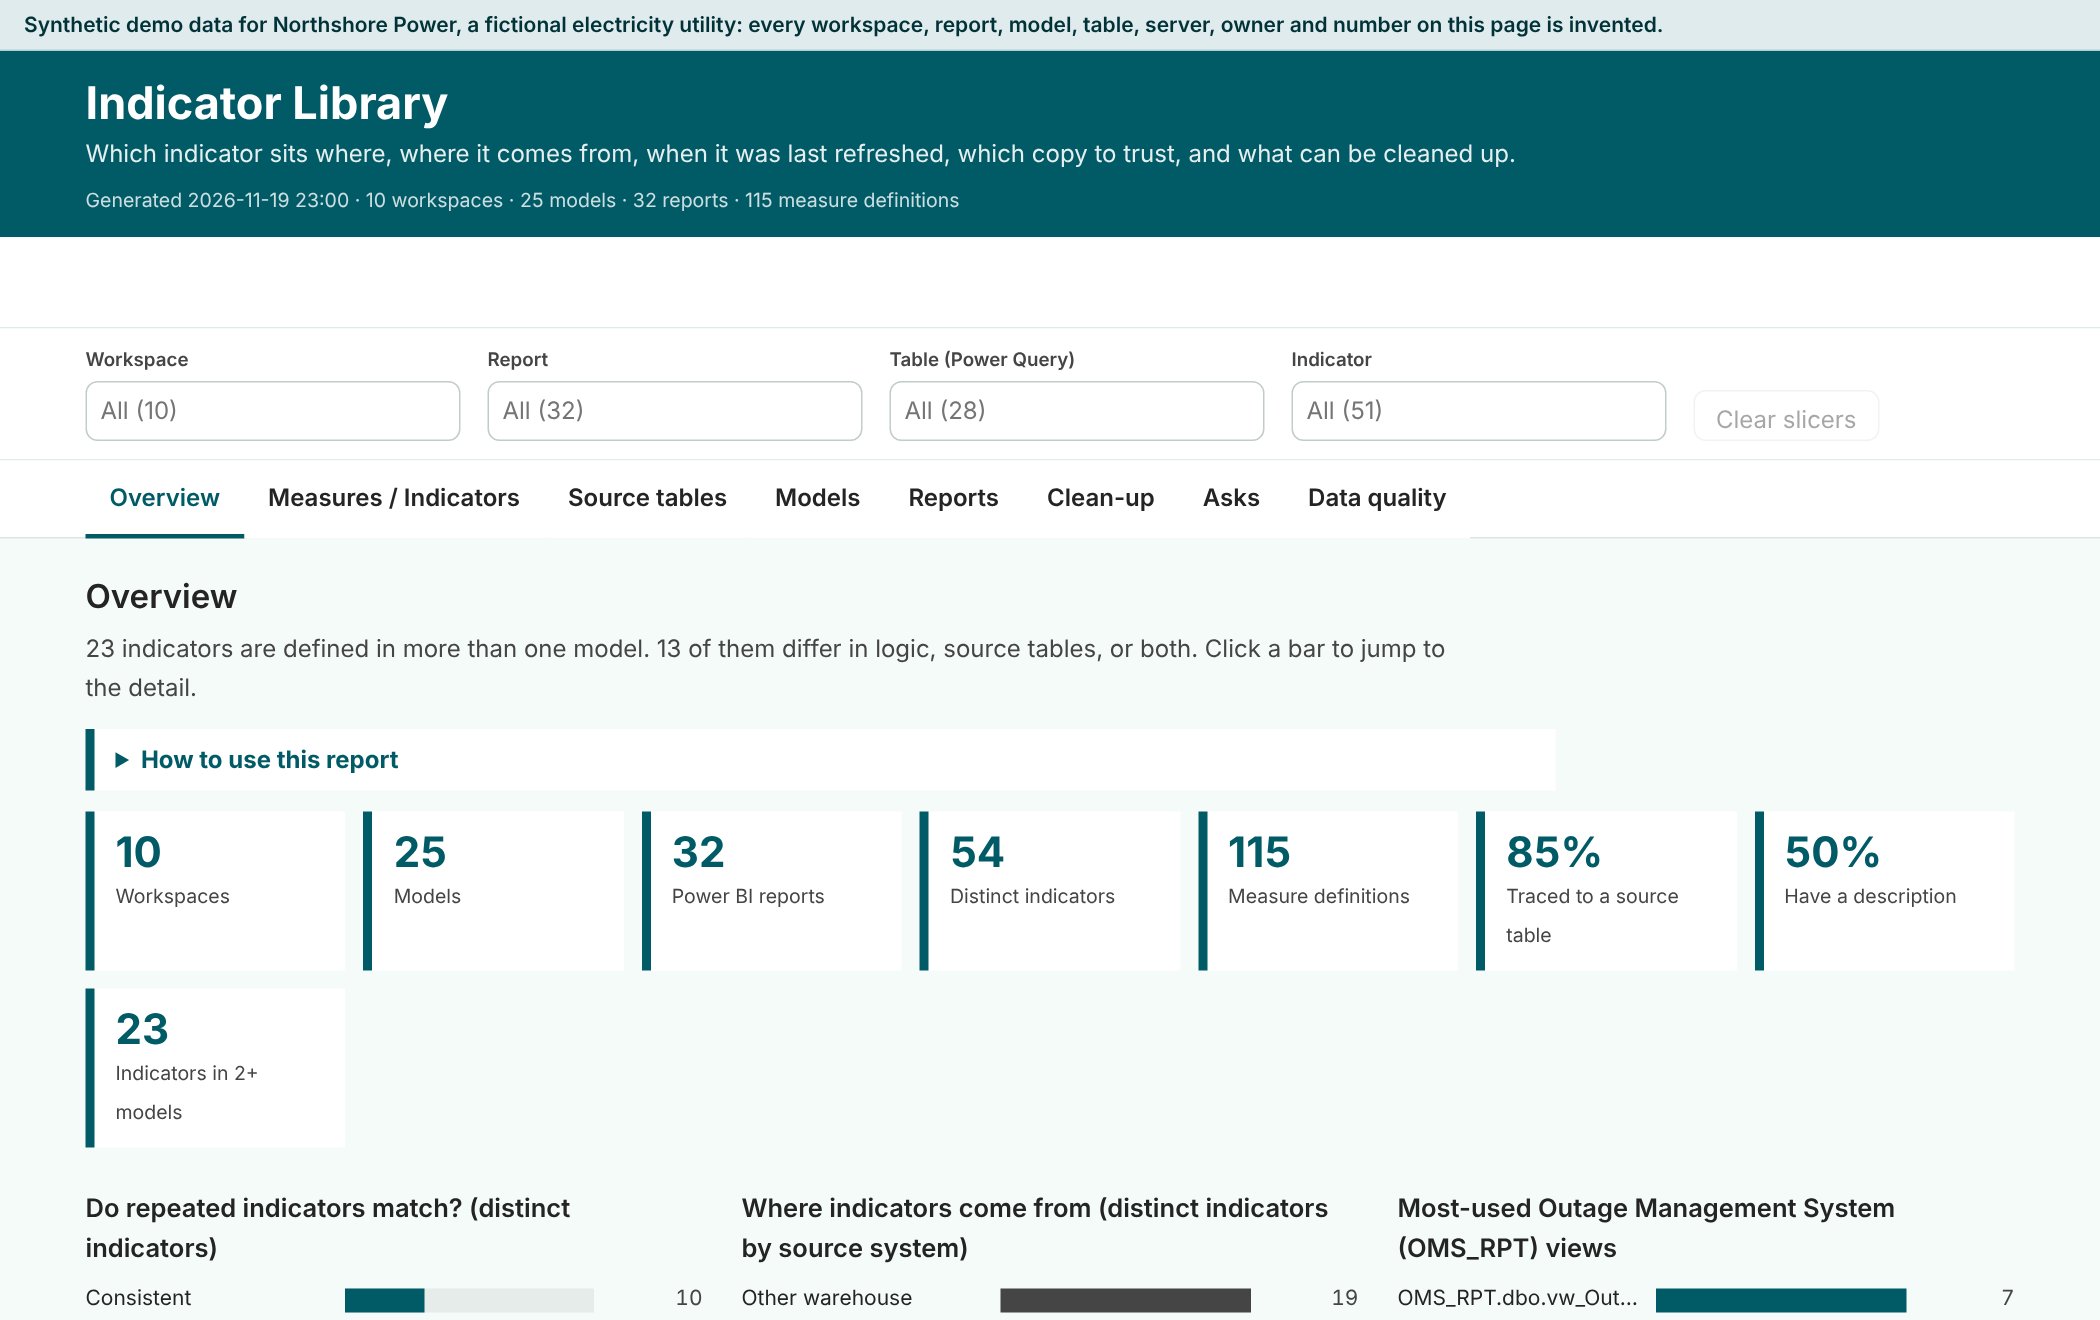 Synthetic demo data for Northshore Power, a fictional electricity utility: every workspace, report, model, table, server, owner and number on this page is invented.
Indicator Library
Which indicator sits where, where it comes from, when it was last refreshed, which copy to trust, and what can be cleaned up.
Generated 2026-11-19 23:00 · 10 workspaces · 25 models · 32 reports · 115 measure definitions
Workspace
Report
Table (Power Query)
Indicator
All (10)
All (32)
All (28)
All (51)
Clear slicers
Overview
Measures / Indicators
Source tables
Models
Reports
Clean-up
Asks
Data quality
Overview
23 indicators are defined in more than one model. 13 of them differ in logic, source tables, or both. Click a bar to jump to
the detail.
▶ How to use this report
10
Workspaces
25
Models
32
Power BI reports
54
Distinct indicators
115
Measure definitions
85%
Traced to a source
table
50%
Have a description
23
Indicators in 2+
models
Do repeated indicators match? (distinct
indicators)
Consistent 10
Where indicators come from (distinct indicators
by source system)
Other warehouse 19
Most-used Outage Management System
(OMS_RPT) views
OMS_RPT.dbo.vw_Out... 7